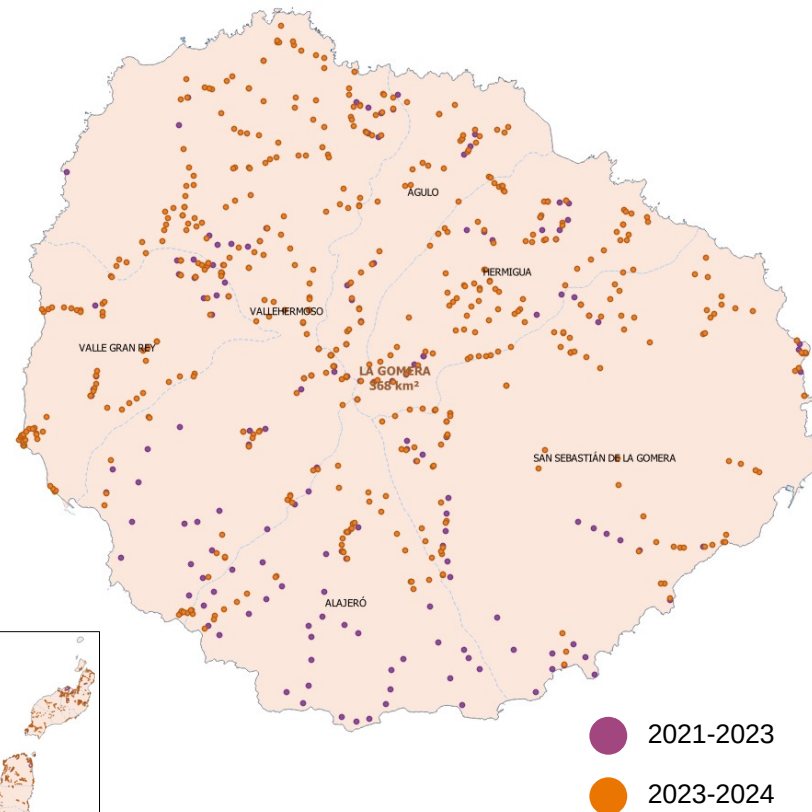 AGULO
HERMIGUA
VALLEHERMOSO
VALLE GRAN REY
LA GOMERA
368 km²
SAN SEBASTIÁN DE LA GOMERA
ALAJERÓ
2021-2023
2023-2024